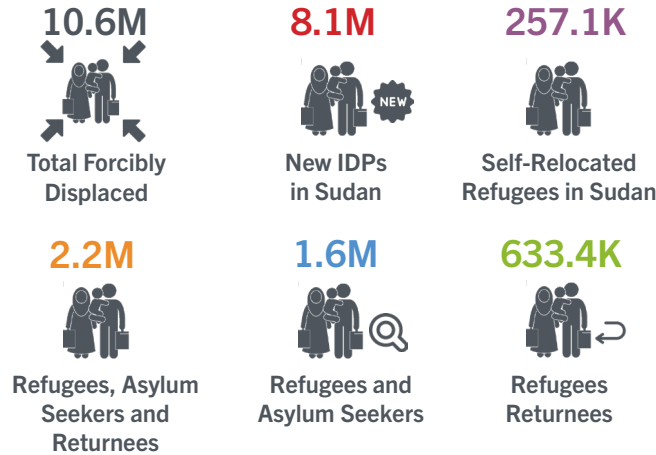 10.6M
8.1M
257.1K
NEW
Total Forcibly
Displaced
New IDPs
in Sudan
Self-Relocated
Refugees in Sudan
2.2M
1.6M
633.4K
Refugees, Asylum
Seekers and
Returnees
Refugees and
Asylum Seekers
Refugees
Returnees